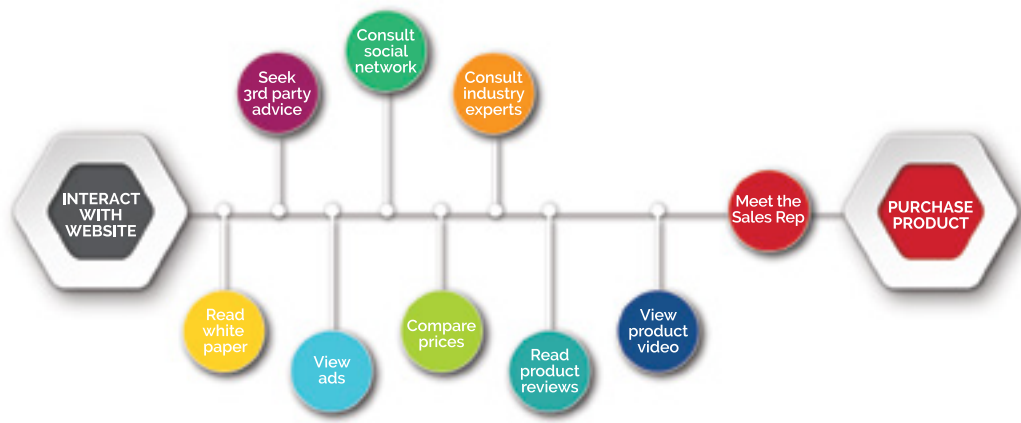 INTERACT
WITH
WEBSITE
Read
white
paper
Seek
3rd party
advice
View
ads
Consult
social
network
Compare
prices
Consult
industry
experts
Read
product
reviews
View
product
video
Meet the
Sales Rep
PURCHASE
PRODUCT